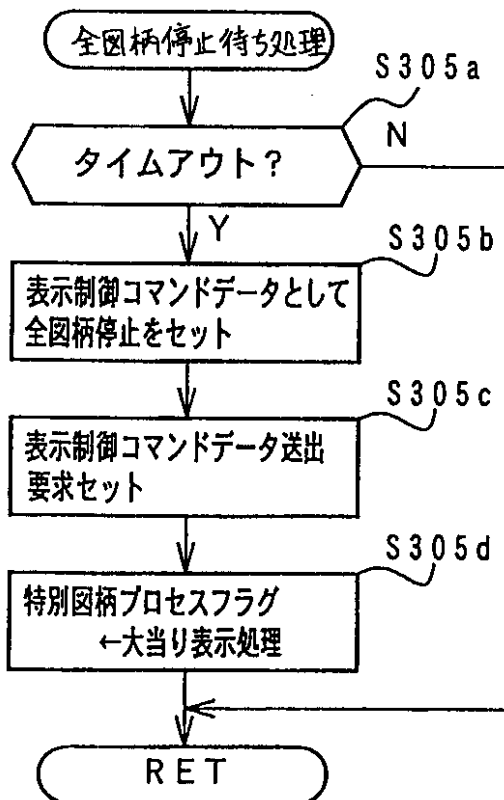 全図柄停止待ち処理
S305a
タイムアウト?
N
Y
S305b
表示制御コマンドデータとして
全図柄停止をセット
S305c
表示制御コマンドデータ送出
要求セット
S305d
特別図柄プロセスフラグ
←大当り表示処理
RET